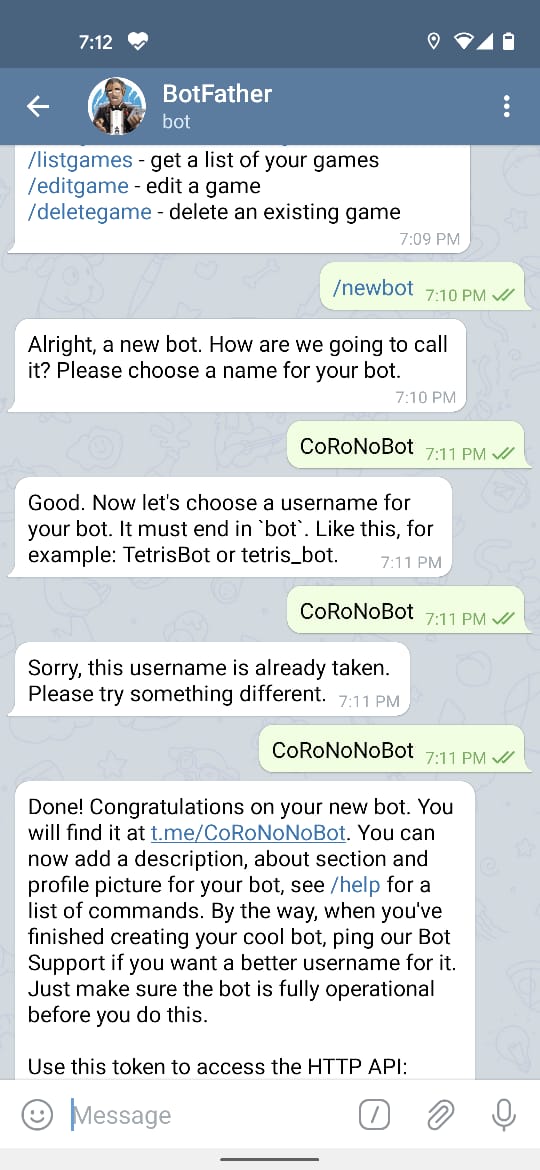 7:12
BotFather
bot
/listgames - get a list of your games
/editgame - edit a game
/deletegame - delete an existing game
7:09 PM
/newbot 7:10 PM
Alright, a new bot. How are we going to call
it? Please choose a name for your bot.
7:10 PM
CoRoNoBot 7:11 PM
Good. Now let's choose a username for
your bot. It must end in `bot`. Like this, for
example: TetrisBot or tetris_bot. 7:11 PM
CoRoNoBot 7:11 PM
Sorry, this username is already taken.
Please try something different. 7:11 PM
CoRoNoNoBot 7:11 PM
Done! Congratulations on your new bot. You
will find it at t.me/CoRoNoNoBot. You can
now add a description, about section and
profile picture for your bot, see /help for a
list of commands. By the way, when you've
finished creating your cool bot, ping our Bot
Support if you want a better username for it.
Just make sure the bot is fully operational
before you do this.
Use this token to access the HTTP API:
Message